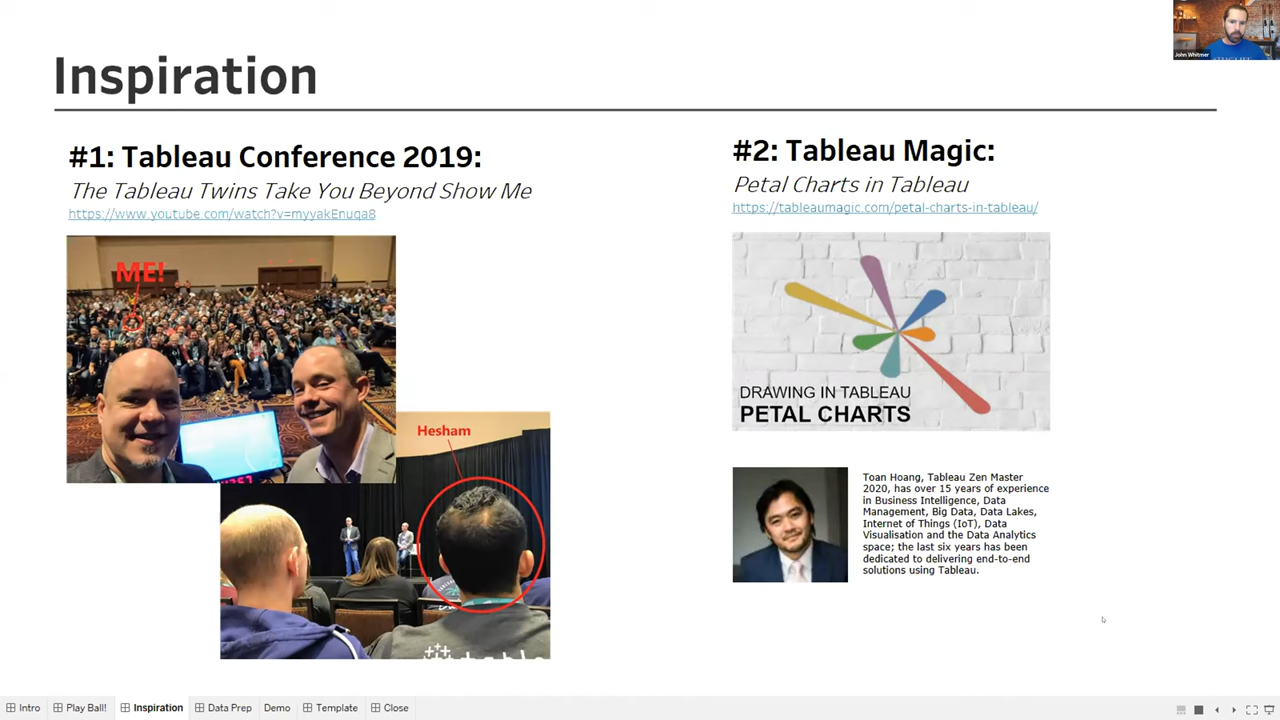 John Whitmer
Inspiration
#1: Tableau Conference 2019:
The Tableau Twins Take You Beyond Show Me
https://www.youtube.com/watch?v=myyakEnuqa8
ME!
Hesham
#2: Tableau Magic:
Petal Charts in Tableau
https://tableaumagic.com/petal-charts-in-tableau/
DRAWING IN TABLEAU
PETAL CHARTS
Toan Hoang, Tableau Zen Master
2020, has over 15 years of experience
in Business Intelligence, Data
Management, Big Data, Data Lakes,
Internet of Things (IoT), Data
Visualisation and the Data Analytics
space; the last six years has been
dedicated to delivering end-to-end
solutions using Tableau.
Intro Play Ball! Inspiration Data Prep Demo Template Close